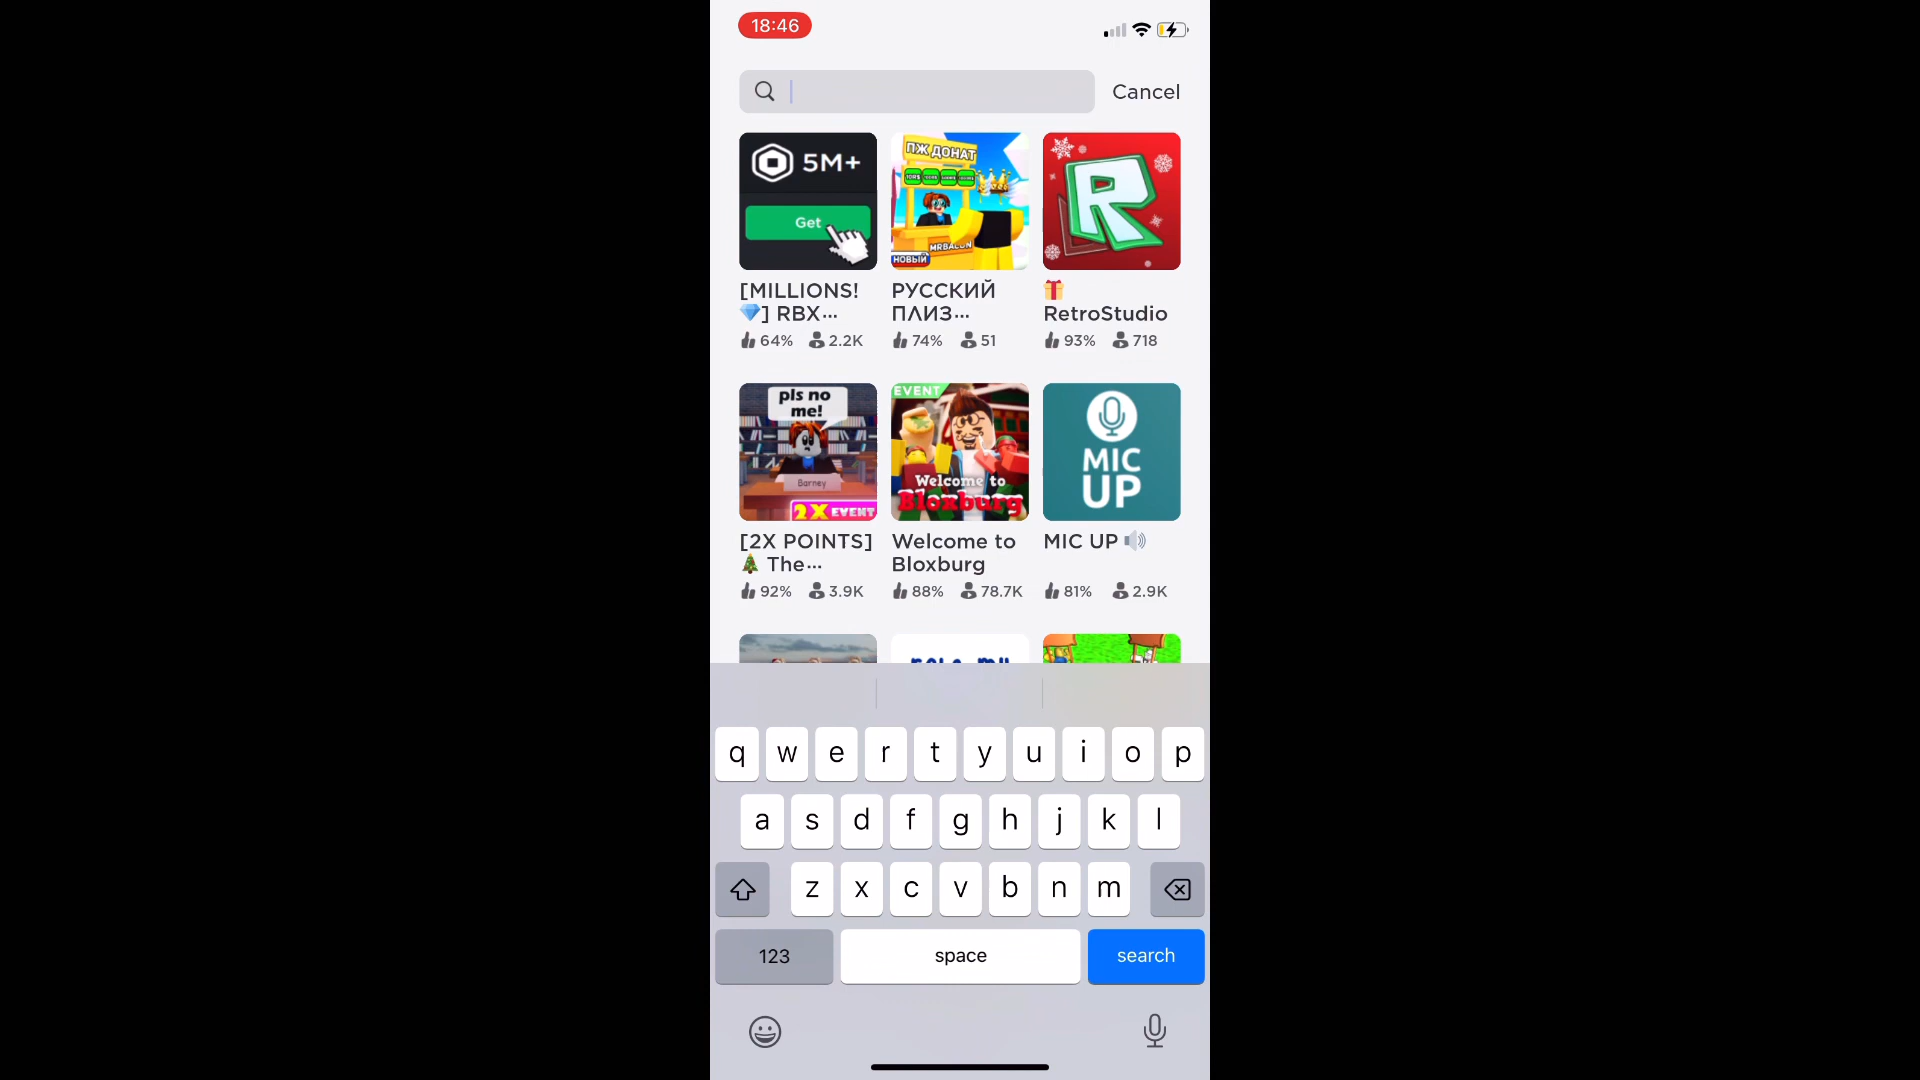 18:46
Cancel
5M+
Get
ПЖ ДОНАТ
MRBACON
НОВЫЙ
R
[MILLIONS!
💎] RBX...
64% 2.2K
РУССКИЙ
ПЛИЗ...
74% 51
🎁
RetroStudio
93% 718
pls no
me!
Barney
2X EVENT
EVENT
Welcome to
Bloxburg
MIC
UP
[2X POINTS]
🎄 The...
92% 3.9K
Welcome to
Bloxburg
88% 78.7K
MIC UP 🔊
81% 2.9K
q w e r t y u i o p
a s d f g h j k l
z x c v b n m
123 space search